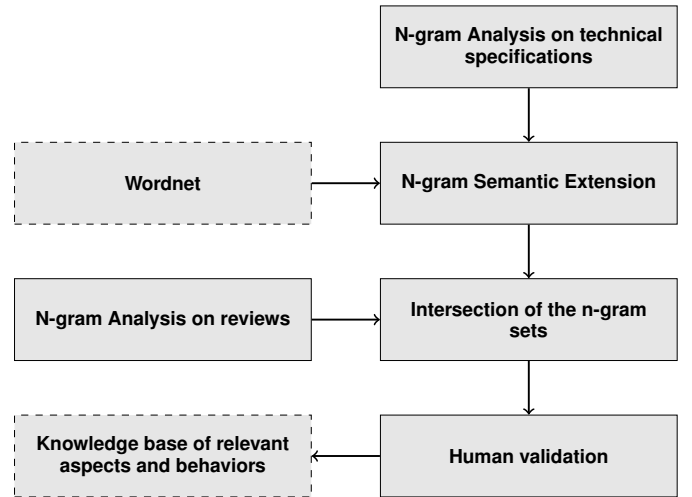 N-gram Analysis on technical
specifications
Wordnet
N-gram Semantic Extension
N-gram Analysis on reviews
Intersection of the n-gram
sets
Knowledge base of relevant
aspects and behaviors
Human validation